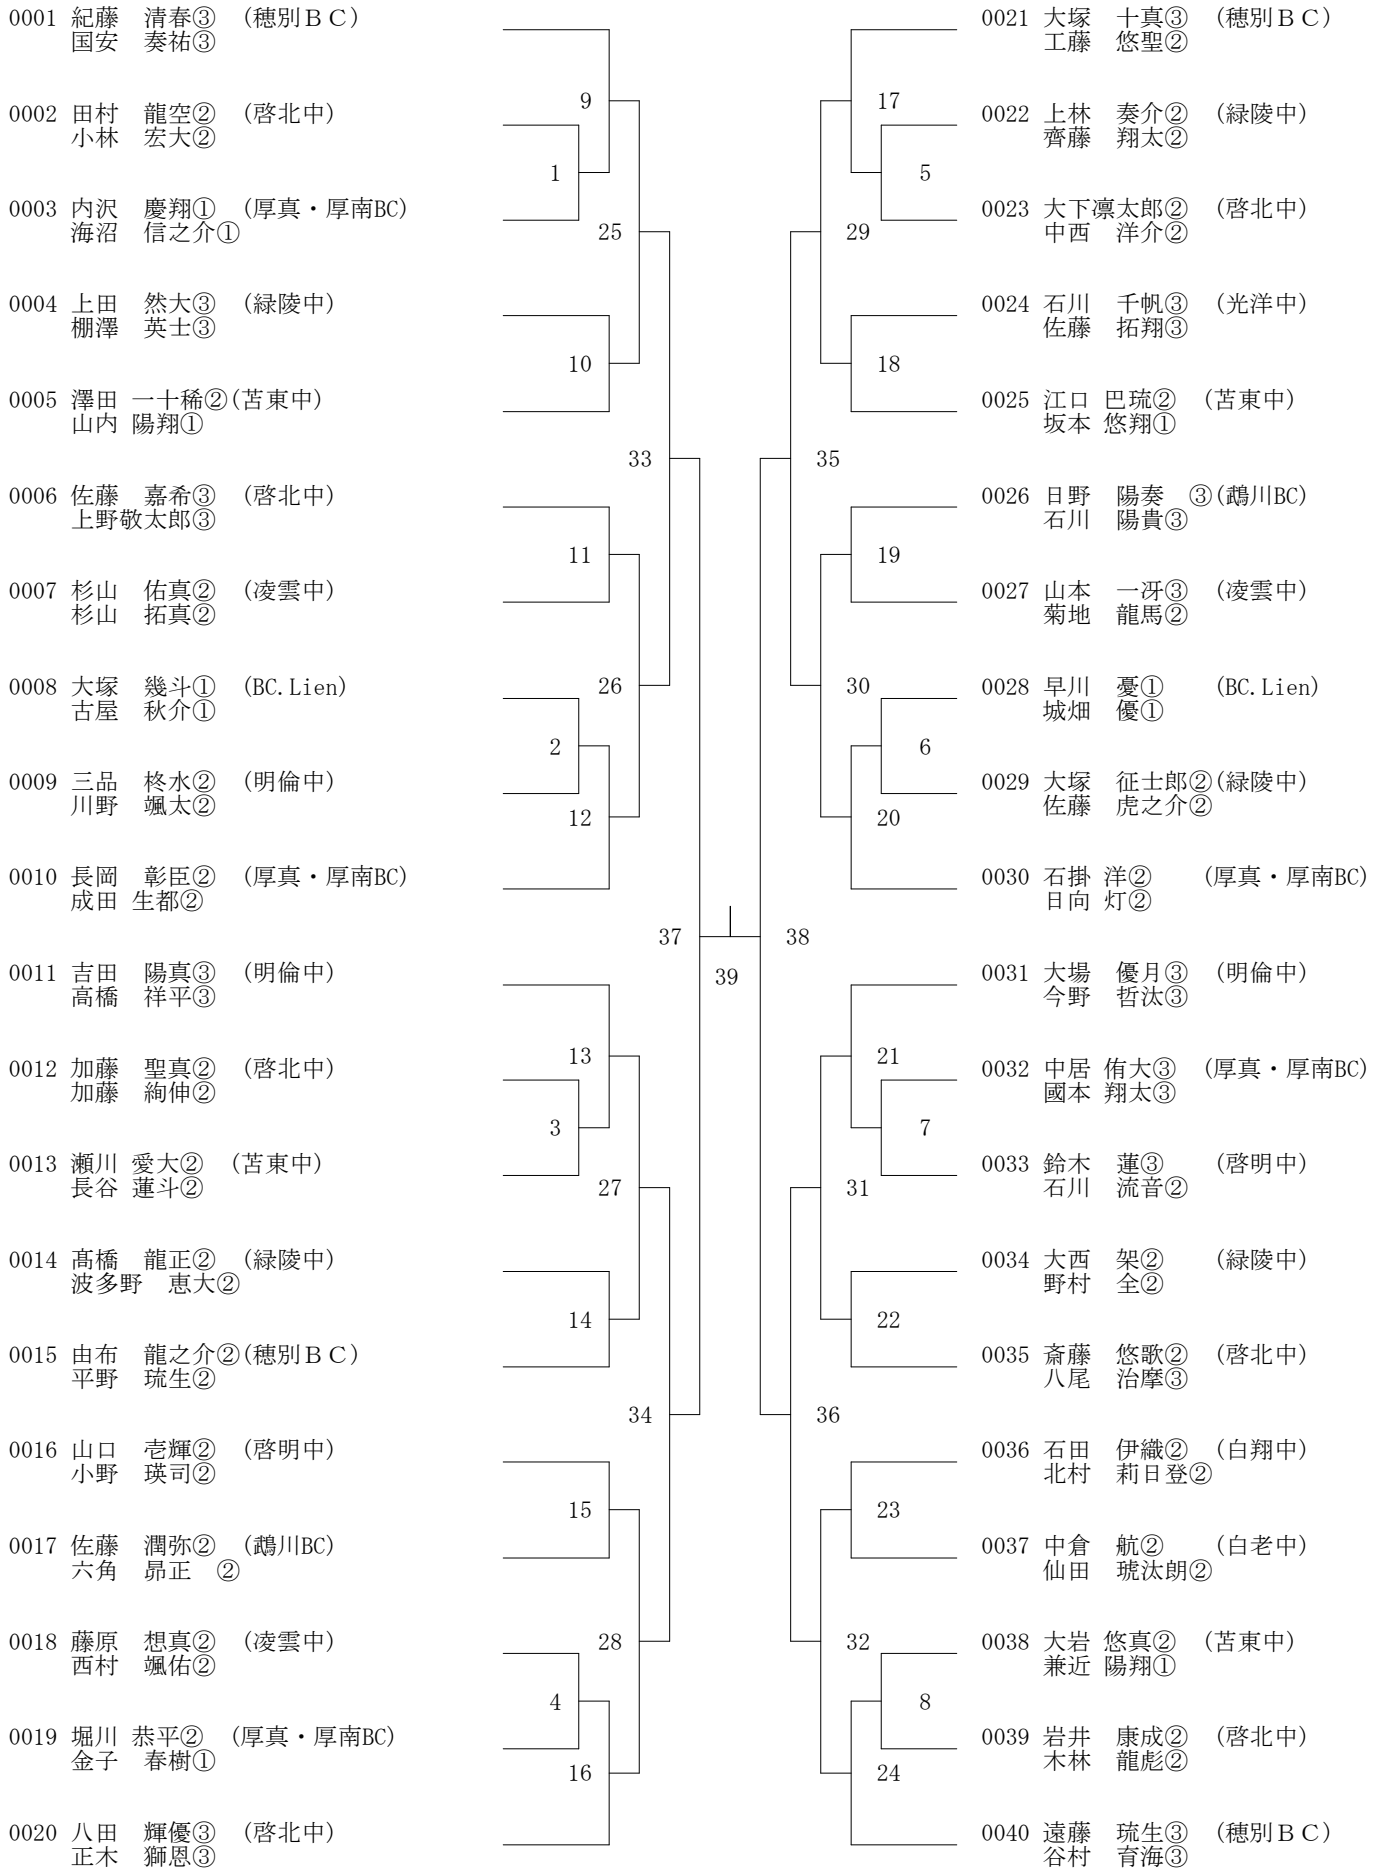 0001 紀藤　清春③　(穂別ＢＣ)
国安　奏祐③
0002 田村　龍空②　(啓北中)
小林　宏大②
0003 内沢　慶翔①　(厚真・厚南BC)
海沼　信之介①
0004 上田　然大③　(緑陵中)
棚澤　英士③
0005 澤田 一十稀②(苫東中)
山内 陽翔①
0006 佐藤　嘉希③　(啓北中)
上野敬太郎③
0007 杉山　佑真②　(凌雲中)
杉山　拓真②
0008 大塚　幾斗①　(BC.Lien)
古屋　秋介①
0009 三品　柊水②　(明倫中)
川野　颯太②
0010 長岡　彰臣②　(厚真・厚南BC)
成田 生都②
0011 吉田　陽真③　(明倫中)
高橋　祥平③
0012 加藤　聖真②　(啓北中)
加藤　絢伸②
0013 瀬川 愛大②　(苫東中)
長谷 蓮斗②
0014 髙橋　龍正②　(緑陵中)
波多野　恵大②
0015 由布　龍之介②(穂別ＢＣ)
平野　琉生②
0016 山口　壱輝②　(啓明中)
小野　瑛司②
0017 佐藤　潤弥②　(鵡川BC)
六角　昴正　②
0018 藤原　想真②　(凌雲中)
西村　颯佑②
0019 堀川 恭平②　(厚真・厚南BC)
金子　春樹①
0020 八田　輝優③　(啓北中)
正木　獅恩③
9
1
25
10
33
11
26
2
12
37
13
3
27
14
34
15
28
4
16
39
17
5
29
18
35
19
30
6
20
38
21
7
31
22
36
23
32
8
24
0021 大塚　十真③　(穂別ＢＣ)
工藤　悠聖②
0022 上林　奏介②　(緑陵中)
齊藤　翔太②
0023 大下凛太郎②　(啓北中)
中西　洋介②
0024 石川　千帆③　(光洋中)
佐藤　拓翔③
0025 江口 巴琉②　(苫東中)
坂本 悠翔①
0026 日野　陽奏　③(鵡川BC)
石川　陽貴③
0027 山本　一冴③　(凌雲中)
菊地　龍馬②
0028 早川　憂①　　(BC.Lien)
城畑　優①
0029 大塚　征士郎②(緑陵中)
佐藤　虎之介②
0030 石掛 洋②　　(厚真・厚南BC)
日向 灯②
0031 大場　優月③　(明倫中)
今野　哲汰③
0032 中居 侑大③　(厚真・厚南BC)
國本 翔太③
0033 鈴木　蓮③　　(啓明中)
石川　流音②
0034 大西　架②　　(緑陵中)
野村　全②
0035 斎藤　悠歌②　(啓北中)
八尾　治摩③
0036 石田　伊織②　(白翔中)
北村　莉日登②
0037 中倉　航②　　(白老中)
仙田　琥汰朗②
0038 大岩 悠真②　(苫東中)
兼近 陽翔①
0039 岩井　康成②　(啓北中)
木林　龍彪②
0040 遠藤　琉生③　(穂別ＢＣ)
谷村　育海③